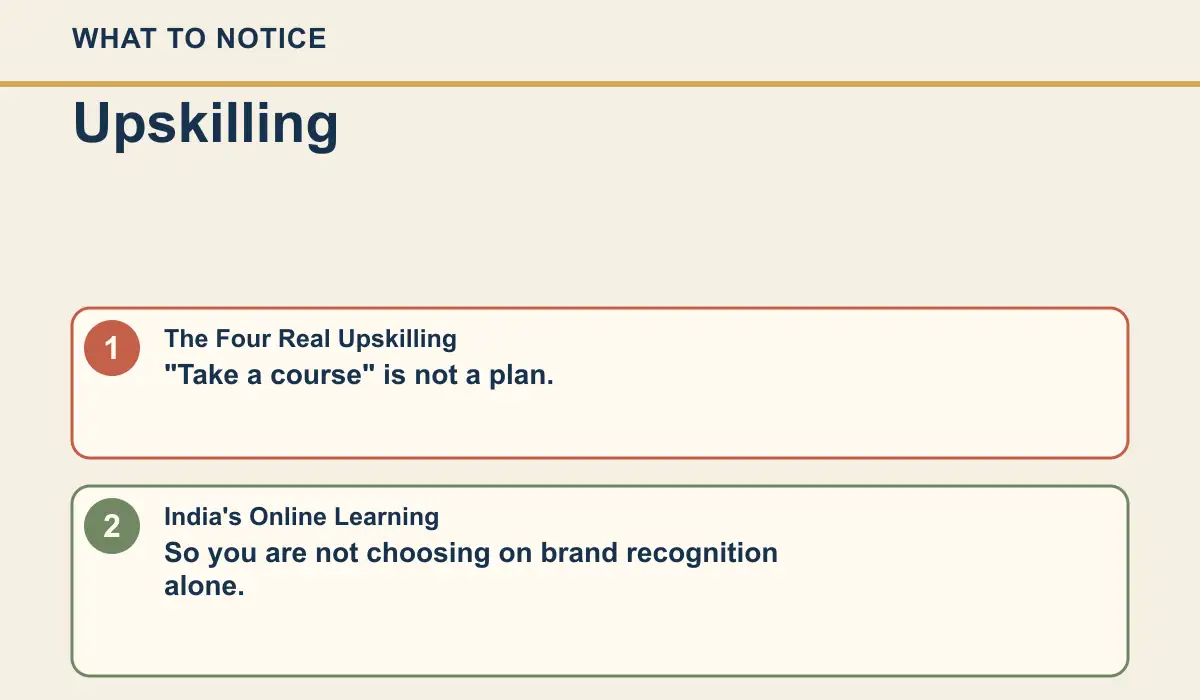 WHAT TO NOTICE
Upskilling
1
The Four Real Upskilling
"Take a course" is not a plan.
2
India's Online Learning
So you are not choosing on brand recognition
alone.